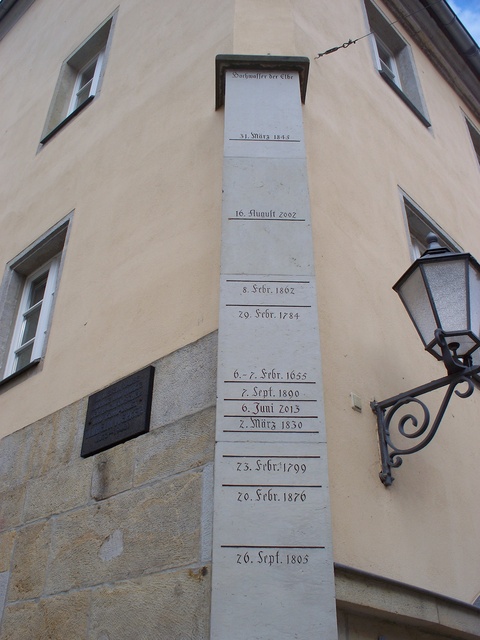 Hochwasser der Elbe
31. März 1845
16. August 2002
8. Febr. 1862
29. Febr. 1784
6.-7. Febr. 1655
7. Sept. 1890
6. Juni 2013
2. März 1830
23. Febr. 1799
20. Febr. 1876
26. Sept. 1805